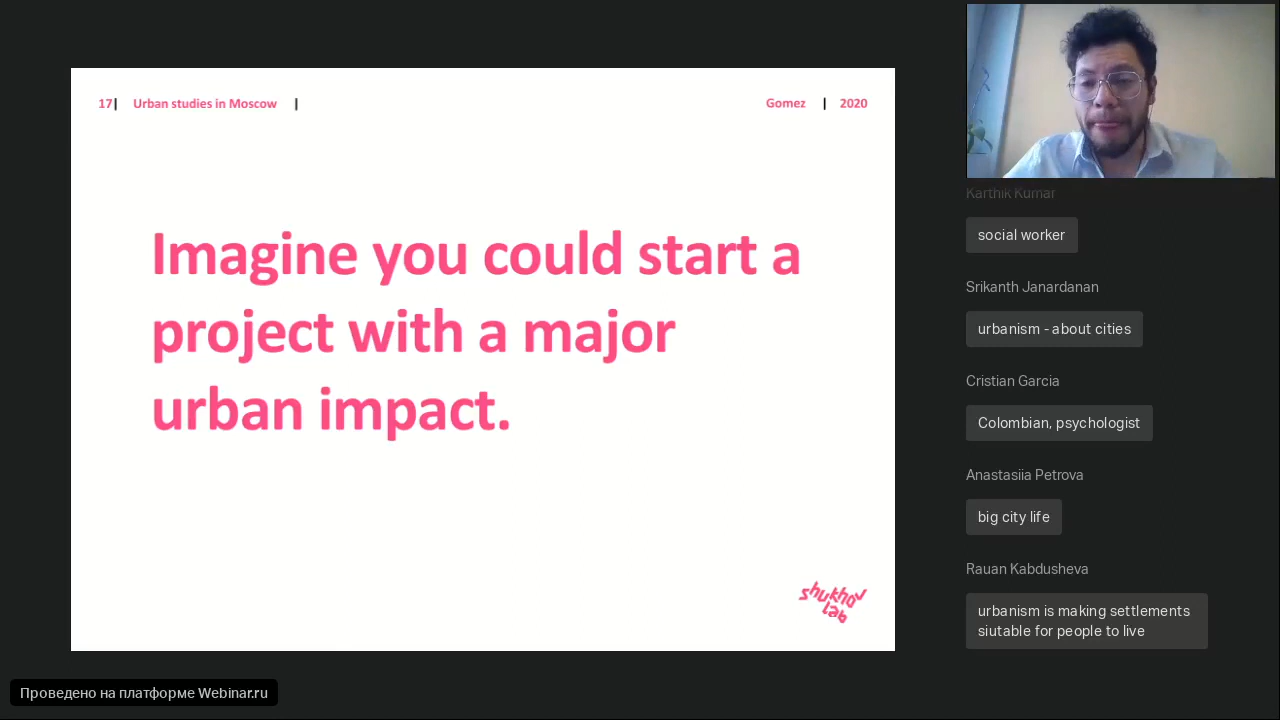 17| Urban studies in Moscow |
Gomez | 2020
Imagine you could start a
project with a major
urban impact.
shukhov
lab
Karthik Kumar
social worker
Srikanth Janardanan
urbanism - about cities
Cristian Garcia
Colombian, psychologist
Anastasiia Petrova
big city life
Rauan Kabdusheva
urbanism is making settlements
siutable for people to live
Проведено на платформе Webinar.ru